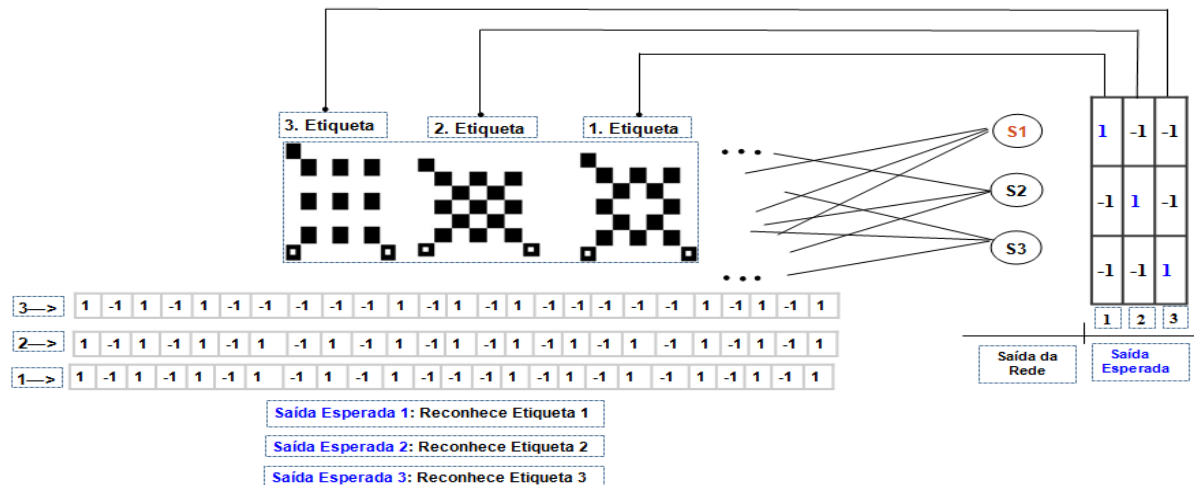 3. Etiqueta
2. Etiqueta
1. Etiqueta
...
...
S1
S2
S3
1 -1 -1
-1 1 -1
-1 -1 1
1 2 3
Saída da
Rede
Saída
Esperada
3—> 1 -1 1 -1 1 -1 -1 -1 -1 -1 1 -1 1 -1 1 -1 -1 -1 -1 -1 1 -1 1 -1 1
2—> 1 -1 1 -1 1 -1 1 -1 1 -1 1 -1 1 -1 1 -1 1 -1 1 -1 1 -1 1 -1 1
1—> 1 -1 1 -1 1 -1 1 -1 1 -1 1 -1 -1 -1 1 -1 1 -1 1 -1 1 -1 1 -1 1
Saída Esperada 1: Reconhece Etiqueta 1
Saída Esperada 2: Reconhece Etiqueta 2
Saída Esperada 3: Reconhece Etiqueta 3